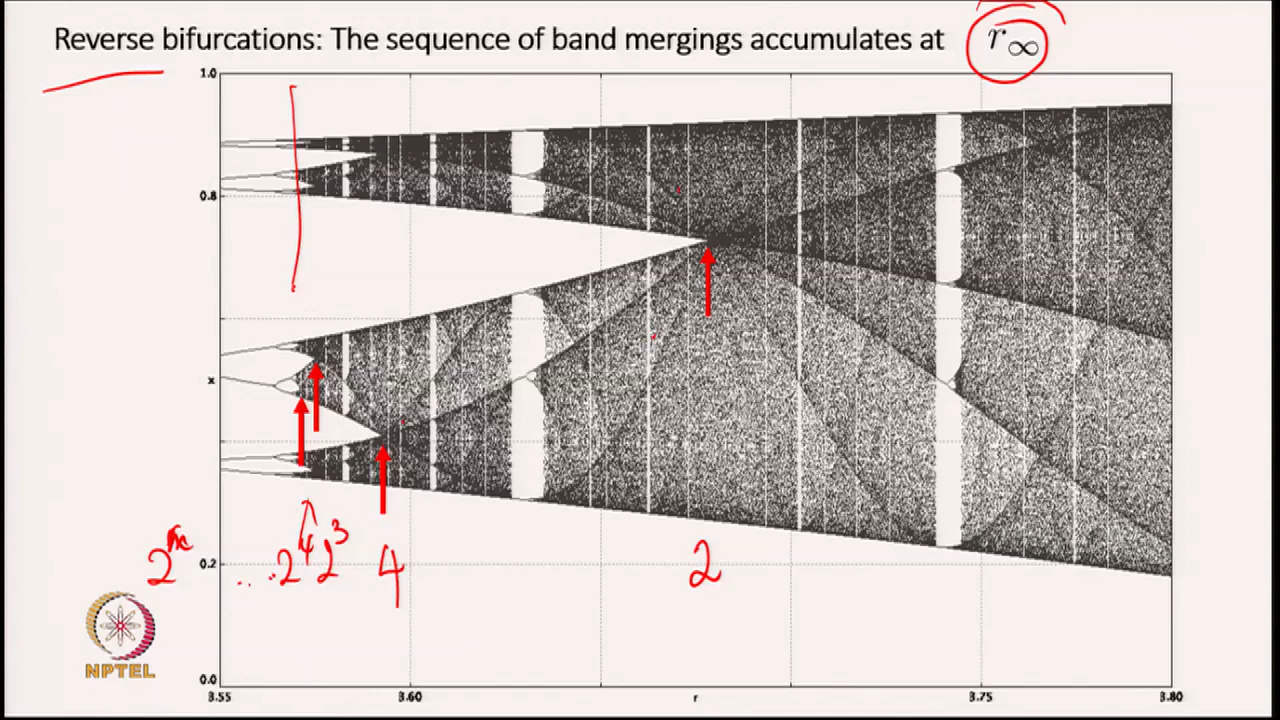 Reverse bifurcations: The sequence of band mergings accumulates at r∞
1.0
0.8
x
0.2
0.0
3.55 3.60 r 3.75 3.80
2ⁿ ... 2⁴ 2³ 4 2
NPTEL